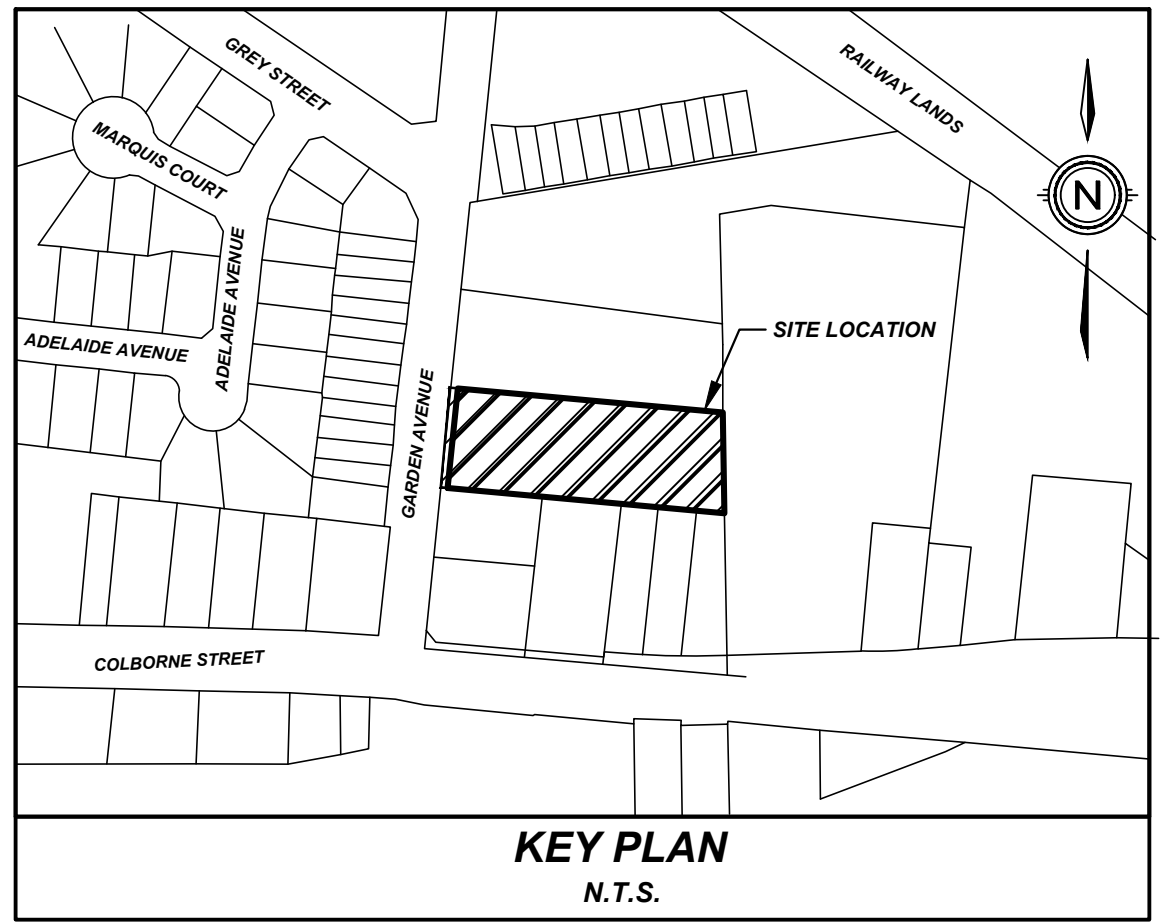 GREY STREET
RAILWAY LANDS
MARQUIS COURT
N
ADELAIDE AVENUE
ADELAIDE AVENUE
SITE LOCATION
GARDEN AVENUE
COLBORNE STREET
KEY PLAN
N.T.S.